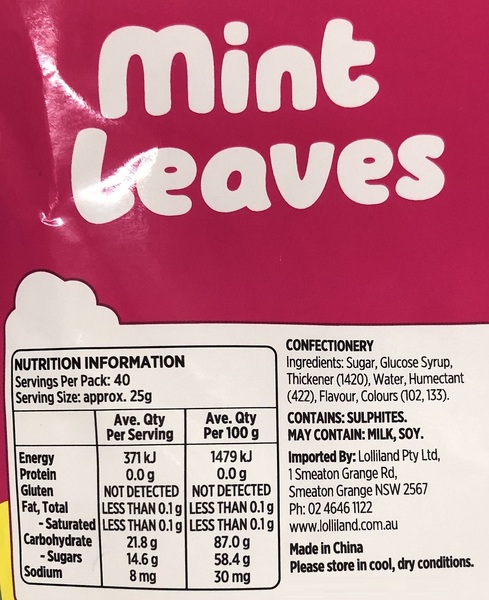 Mint
Leaves
NUTRITION INFORMATION
Servings Per Pack: 40
Serving Size: approx. 25g
Ave. Qty Per Serving Ave. Qty Per 100 g
Energy 371 kJ 1479 kJ
Protein 0.0 g 0.0 g
Gluten NOT DETECTED NOT DETECTED
Fat, Total LESS THAN 0.1 g LESS THAN 0.1 g
- Saturated LESS THAN 0.1 g LESS THAN 0.1 g
Carbohydrate 21.8 g 87.0 g
- Sugars 14.6 g 58.4 g
Sodium 8 mg 30 mg
CONFECTIONERY
Ingredients: Sugar, Glucose Syrup,
Thickener (1420), Water, Humectant
(422), Flavour, Colours (102, 133).
CONTAINS: SULPHITES.
MAY CONTAIN: MILK, SOY.
Imported By: Lolliland Pty Ltd,
1 Smeaton Grange Rd,
Smeaton Grange NSW 2567
Ph: 02 4646 1122
www.lolliland.com.au
Made in China
Please store in cool, dry conditions.